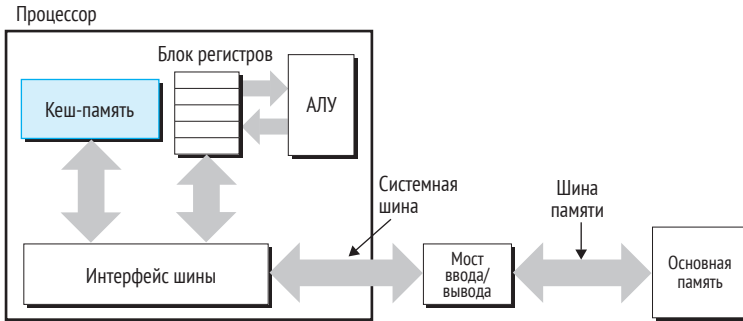 Процессор
Блок регистров
Кеш-память
АЛУ
Системная
шина
Шина
памяти
Интерфейс шины
Мост
ввода/
вывода
Основная
память